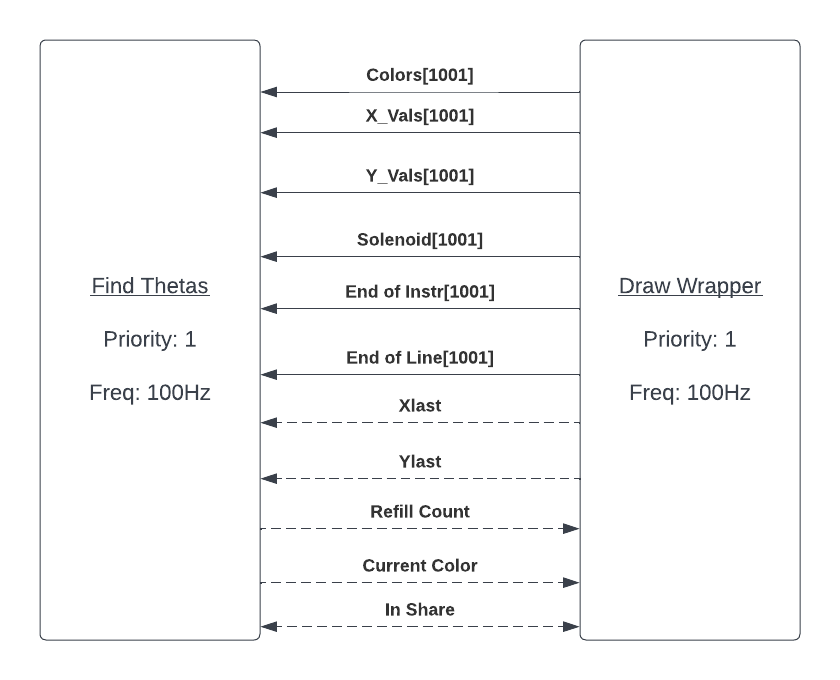 Find Thetas
Priority: 1
Freq: 100Hz
Colors[1001]
X_Vals[1001]
Y_Vals[1001]
Solenoid[1001]
End of Instr[1001]
End of Line[1001]
Xlast
Ylast
Refill Count
Current Color
In Share
Draw Wrapper
Priority: 1
Freq: 100Hz